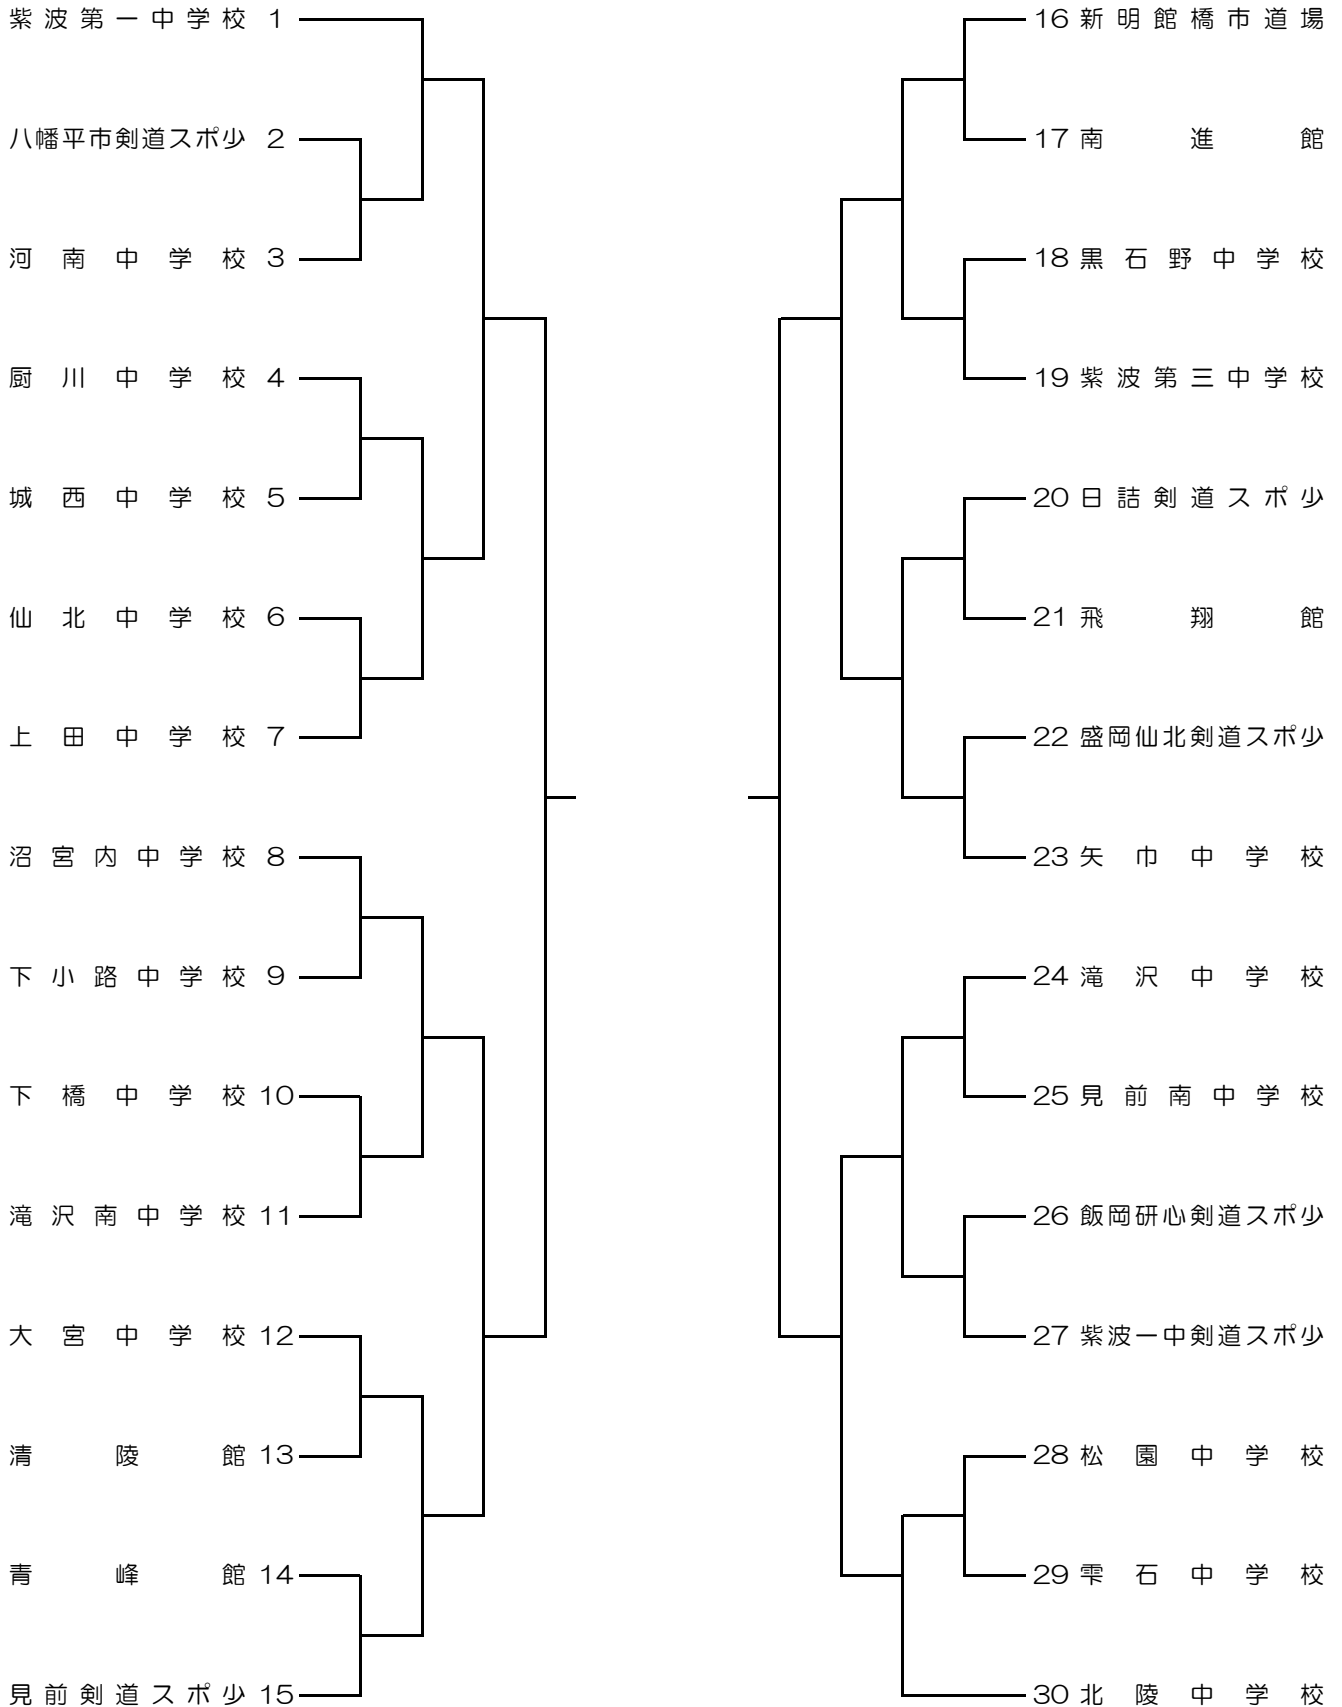 紫波第一中学校 1
八幡平市剣道スポ少 2
河南中学校 3
厨川中学校 4
城西中学校 5
仙北中学校 6
上田中学校 7
沼宮内中学校 8
下小路中学校 9
下橋中学校 10
滝沢南中学校 11
大宮中学校 12
清陵館 13
青峰館 14
見前剣道スポ少 15
16 新明館橋市道場
17 南進館
18 黒石野中学校
19 紫波第三中学校
20 日詰剣道スポ少
21 飛翔館
22 盛岡仙北剣道スポ少
23 矢巾中学校
24 滝沢中学校
25 見前南中学校
26 飯岡研心剣道スポ少
27 紫波一中剣道スポ少
28 松園中学校
29 雫石中学校
30 北陵中学校